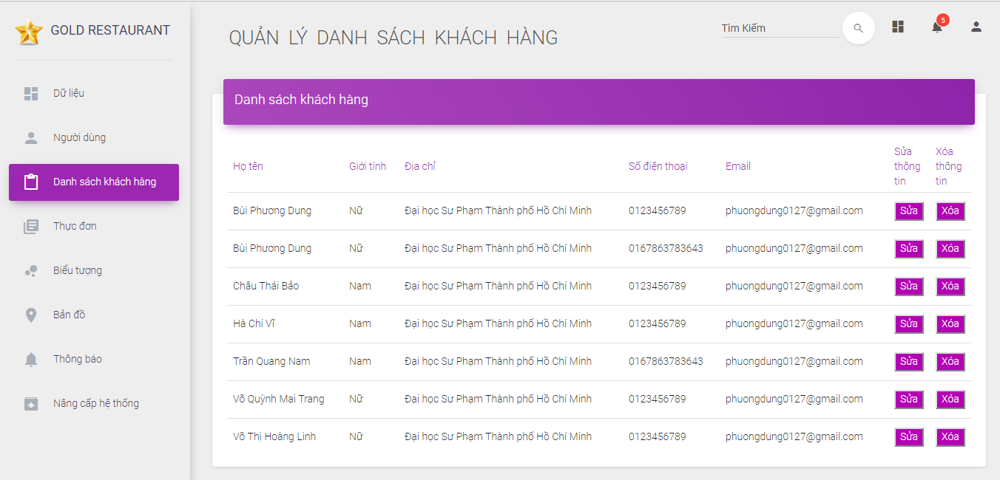 GOLD RESTAURANT
QUẢN LÝ DANH SÁCH KHÁCH HÀNG
Tìm Kiếm
5
Dữ liệu
Người dùng
Danh sách khách hàng
Thực đơn
Biểu tượng
Bản đồ
Thông báo
Nâng cấp hệ thống
Danh sách khách hàng
Họ tên Giới tính Địa chỉ Số điện thoại Email Sửa thông tin Xóa thông tin
Bùi Phương Dung Nữ Đại học Sư Phạm Thành phố Hồ Chí Minh 0123456789 phuongdung0127@gmail.com Sửa Xóa
Bùi Phương Dung Nữ Đại học Sư Phạm Thành phố Hồ Chí Minh 0167863783643 phuongdung0127@gmail.com Sửa Xóa
Châu Thái Bảo Nam Đại học Sư Phạm Thành phố Hồ Chí Minh 0123456789 phuongdung0127@gmail.com Sửa Xóa
Hà Chí Vĩ Nam Đại học Sư Phạm Thành phố Hồ Chí Minh 0123456789 phuongdung0127@gmail.com Sửa Xóa
Trần Quang Nam Nam Đại học Sư Phạm Thành phố Hồ Chí Minh 0167863783643 phuongdung0127@gmail.com Sửa Xóa
Võ Quỳnh Mai Trang Nữ Đại học Sư Phạm Thành phố Hồ Chí Minh 0123456789 phuongdung0127@gmail.com Sửa Xóa
Võ Thị Hoàng Linh Nữ Đại học Sư Phạm Thành phố Hồ Chí Minh 0123456789 phuongdung0127@gmail.com Sửa Xóa